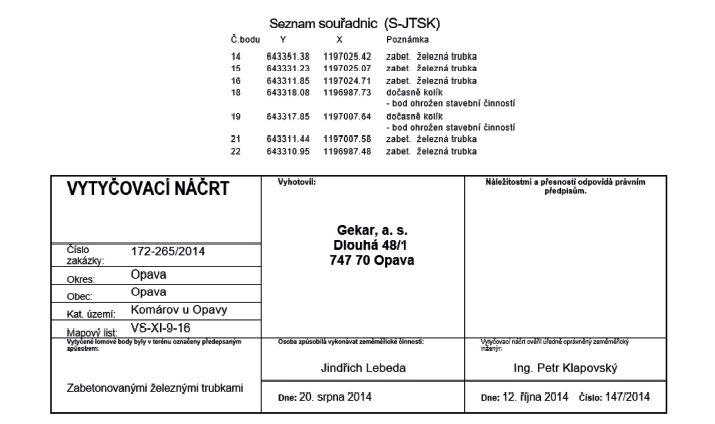 Seznam souřadnic (S-JTSK)
Č.bodu Y X Poznámka
14 643351.38 1197025.42 zabet. železná trubka
15 643331.23 1197025.07 zabet. železná trubka
16 643311.85 1197024.71 zabet. železná trubka
18 643318.08 1196987.73 dočasně kolík
- bod ohrožen stavební činností
19 643317.85 1197007.64 dočasně kolík
- bod ohrožen stavební činností
21 643311.44 1197007.58 zabet. železná trubka
22 643310.95 1196987.48 zabet. železná trubka
VYTYČOVACÍ NÁČRT
Vyhotovil:
Náležitostmi a přesností odpovídá právním
předpisům.
Gekar, a. s.
Dlouhá 48/1
747 70 Opava
Číslo
zakázky: 172-265/2014
Okres: Opava
Obec: Opava
Kat. území: Komárov u Opavy
Mapový list: VS-XI-9-16
Vytyčené lomové body byly v terénu označeny předepsaným
způsobem:
Zabetonovanými železnými trubkami
Osoba způsobilá vykonávat zeměměřické činnosti:
Jindřich Lebeda
Dne: 20. srpna 2014
Vytyčovací náčrt ověřil úředně oprávněný zeměměřický
inženýr:
Ing. Petr Klapovský
Dne: 12. října 2014 Číslo: 147/2014